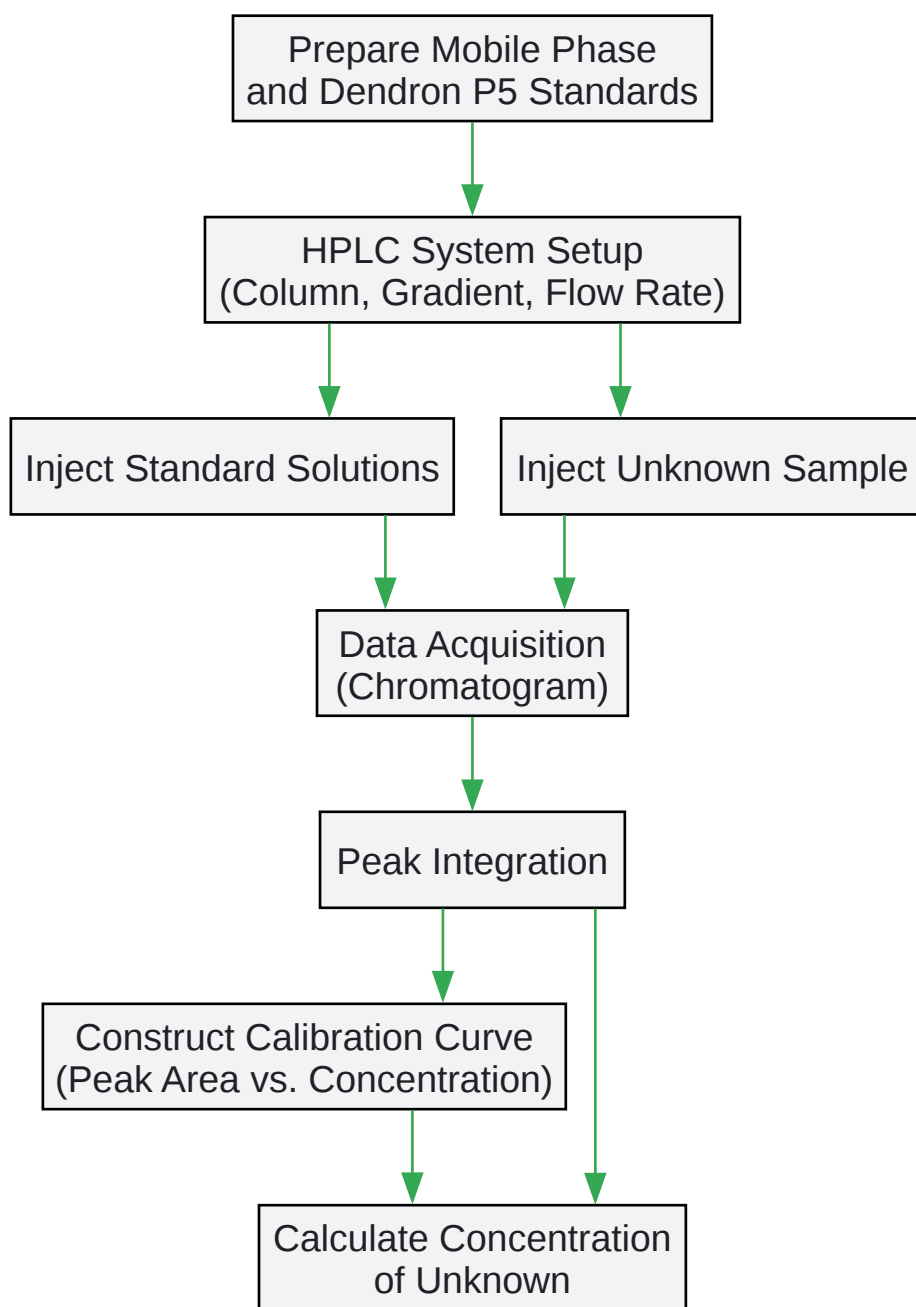 Prepare Mobile Phase
and Dendron P5 Standards
HPLC System Setup
(Column, Gradient, Flow Rate)
Inject Standard Solutions
Inject Unknown Sample
Data Acquisition
(Chromatogram)
Peak Integration
Construct Calibration Curve
(Peak Area vs. Concentration)
Calculate Concentration
of Unknown